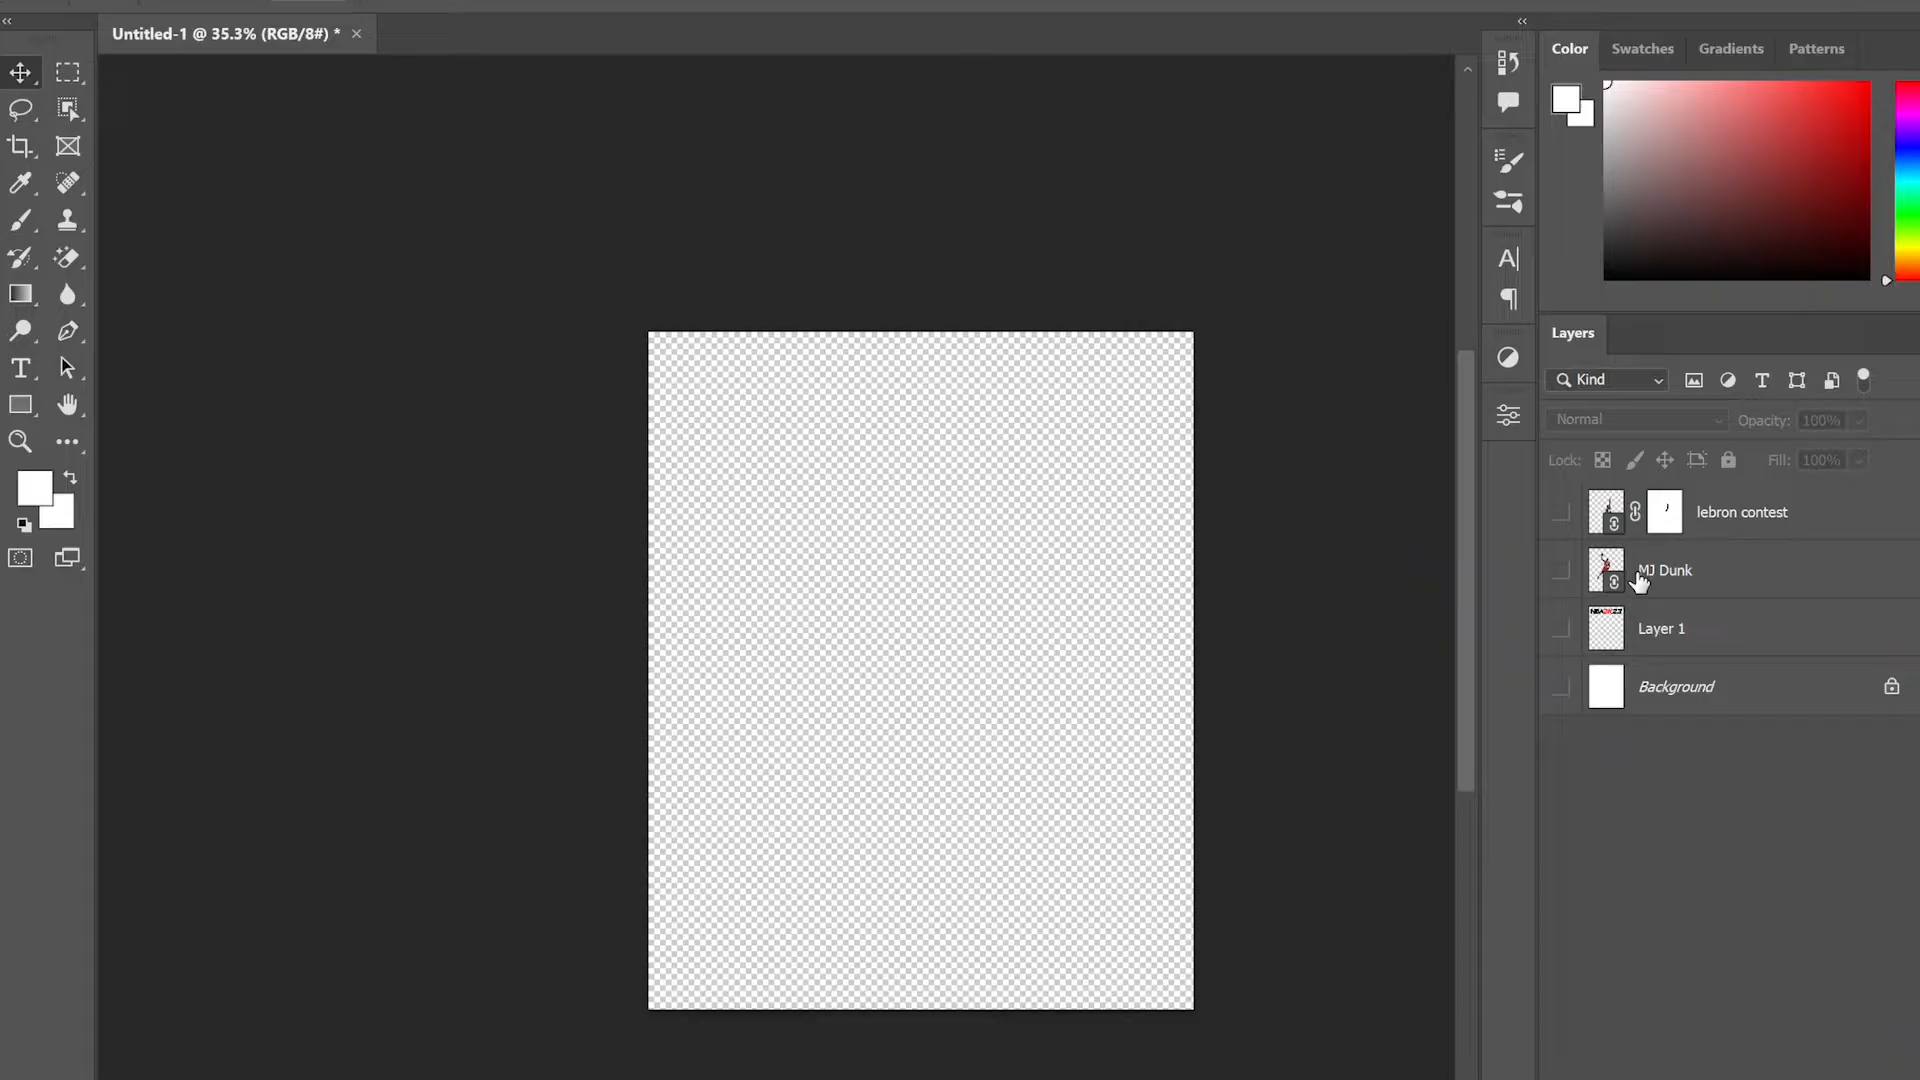 Untitled-1 @ 35.3% (RGB/8#) *
Color
Swatches
Gradients
Patterns
Layers
Kind
Normal
Opacity: 100%
Lock:
Fill: 100%
lebron contest
MJ Dunk
NBA2K23
Layer 1
Background